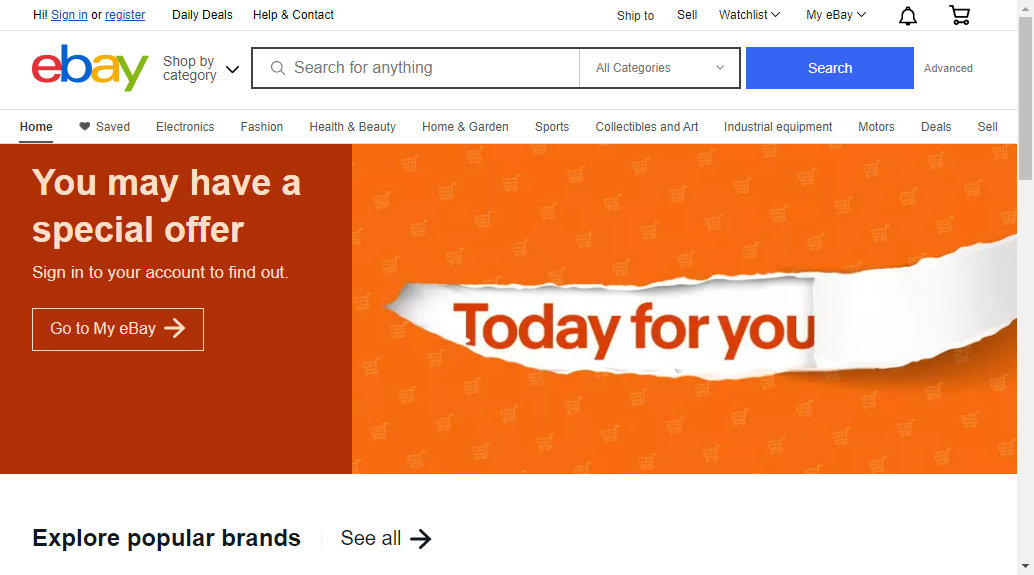 Hi! Sign in or register Daily Deals Help & Contact Ship to Sell Watchlist My eBay
ebay Shop by category Search for anything All Categories Search Advanced
Home Saved Electronics Fashion Health & Beauty Home & Garden Sports Collectibles and Art Industrial equipment Motors Deals Sell
You may have a
special offer
Sign in to your account to find out.
Go to My eBay
Today for you
Explore popular brands See all